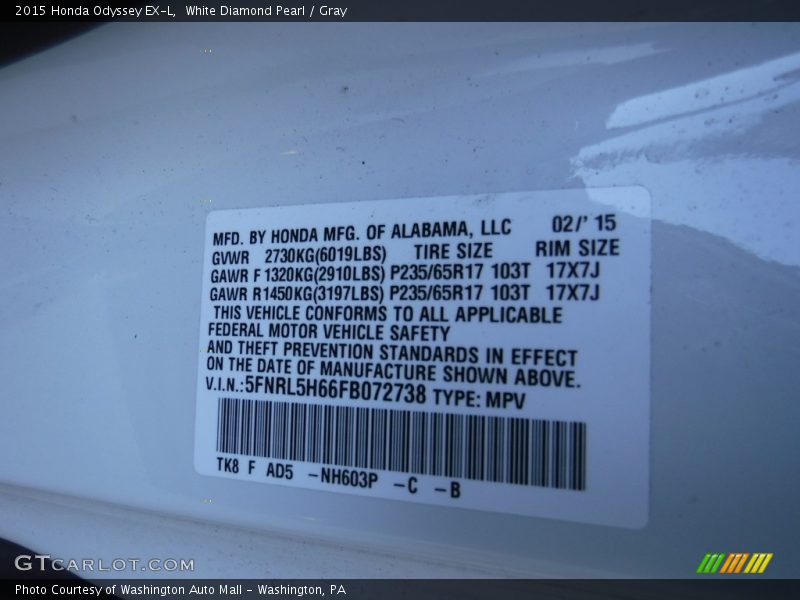 2015 Honda Odyssey EX-L, White Diamond Pearl / Gray
MFD. BY HONDA MFG. OF ALABAMA, LLC 02/' 15
GVWR 2730KG(6019LBS) TIRE SIZE RIM SIZE
GAWR F 1320KG(2910LBS) P235/65R17 103T 17X7J
GAWR R1450KG(3197LBS) P235/65R17 103T 17X7J
THIS VEHICLE CONFORMS TO ALL APPLICABLE
FEDERAL MOTOR VEHICLE SAFETY
AND THEFT PREVENTION STANDARDS IN EFFECT
ON THE DATE OF MANUFACTURE SHOWN ABOVE.
V.I.N.:5FNRL5H66FB072738 TYPE: MPV
TK8 F AD5 -NH603P -C -B
GTCARLOT.COM
Photo Courtesy of Washington Auto Mall - Washington, PA